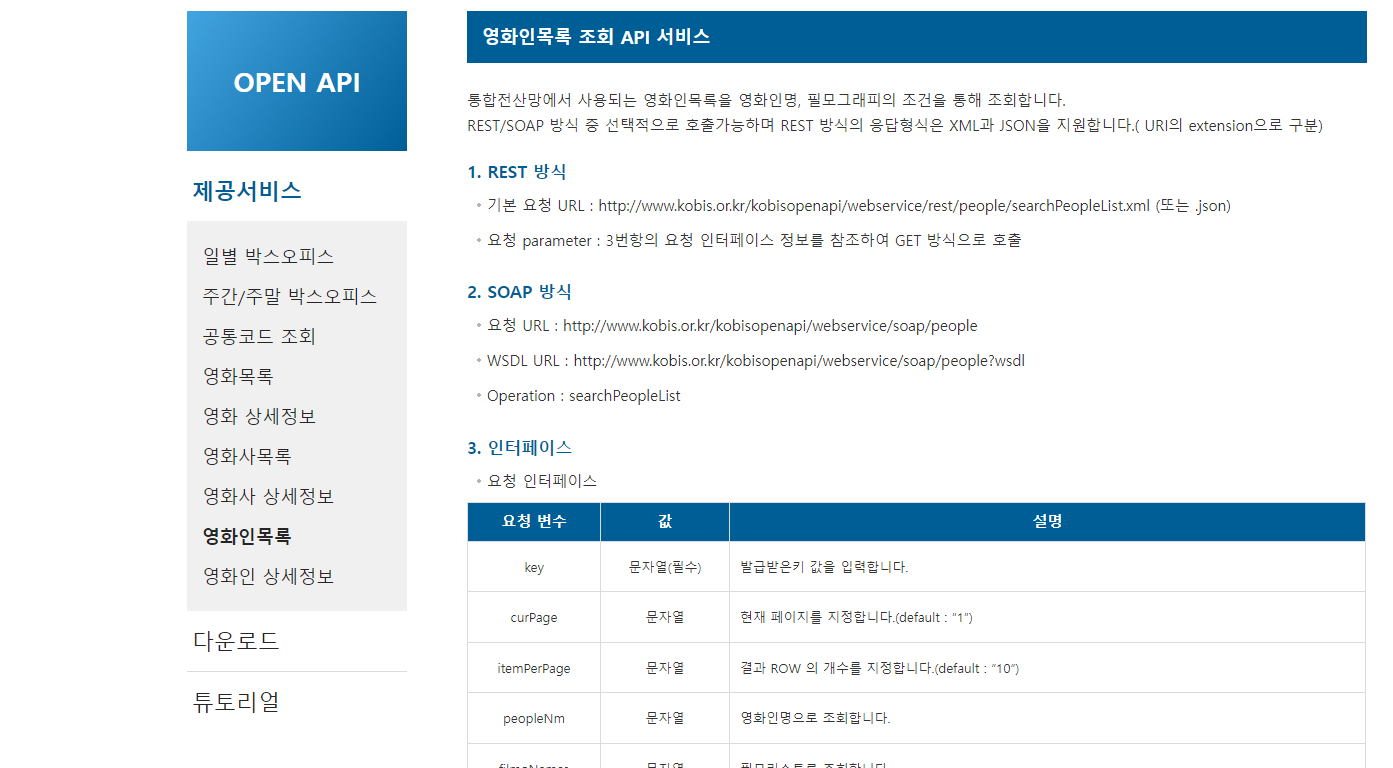 OPEN API
제공서비스
일별 박스오피스
주간/주말 박스오피스
공통코드 조회
영화목록
영화 상세정보
영화사목록
영화사 상세정보
영화인목록
영화인 상세정보
다운로드
튜토리얼
영화인목록 조회 API 서비스
통합전산망에서 사용되는 영화인목록을 영화인명, 필모그래피의 조건을 통해 조회합니다.
REST/SOAP 방식 중 선택적으로 호출가능하며 REST 방식의 응답형식은 XML과 JSON을 지원합니다.( URI의 extension으로 구분)
1. REST 방식
기본 요청 URL : http://www.kobis.or.kr/kobisopenapi/webservice/rest/people/searchPeopleList.xml (또는 .json)
요청 parameter : 3번항의 요청 인터페이스 정보를 참조하여 GET 방식으로 호출
2. SOAP 방식
요청 URL : http://www.kobis.or.kr/kobisopenapi/webservice/soap/people
WSDL URL : http://www.kobis.or.kr/kobisopenapi/webservice/soap/people?wsdl
Operation : searchPeopleList
3. 인터페이스
요청 인터페이스
요청 변수 값 설명
key 문자열(필수) 발급받은키 값을 입력합니다.
curPage 문자열 현재 페이지를 지정합니다.(default : “1”)
itemPerPage 문자열 결과 ROW 의 개수를 지정합니다.(default : “10”)
peopleNm 문자열 영화인명으로 조회합니다.